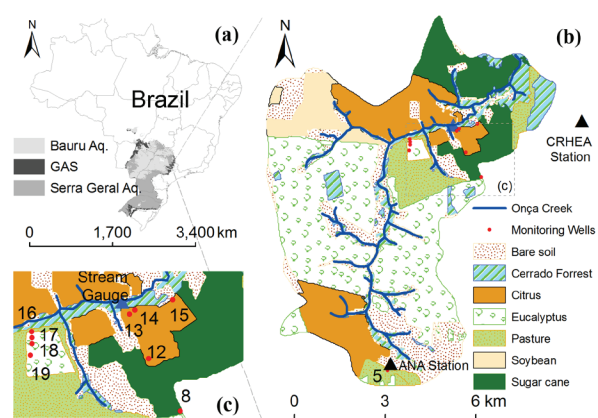 N
(a)
Brazil
Bauru Aq.
GAS
Serra Geral Aq.
0 1,700 3,400 km
N
(b)
CRHEA
Station
(c)
Onça Creek
Monitoring Wells
Bare soil
Cerrado Forrest
Citrus
Eucalyptus
Pasture
Soybean
Sugar cane
5
ANA Station
0 3 6 km
Stream
Gauge
16
17
18
19
13
14
15
12
8
(c)